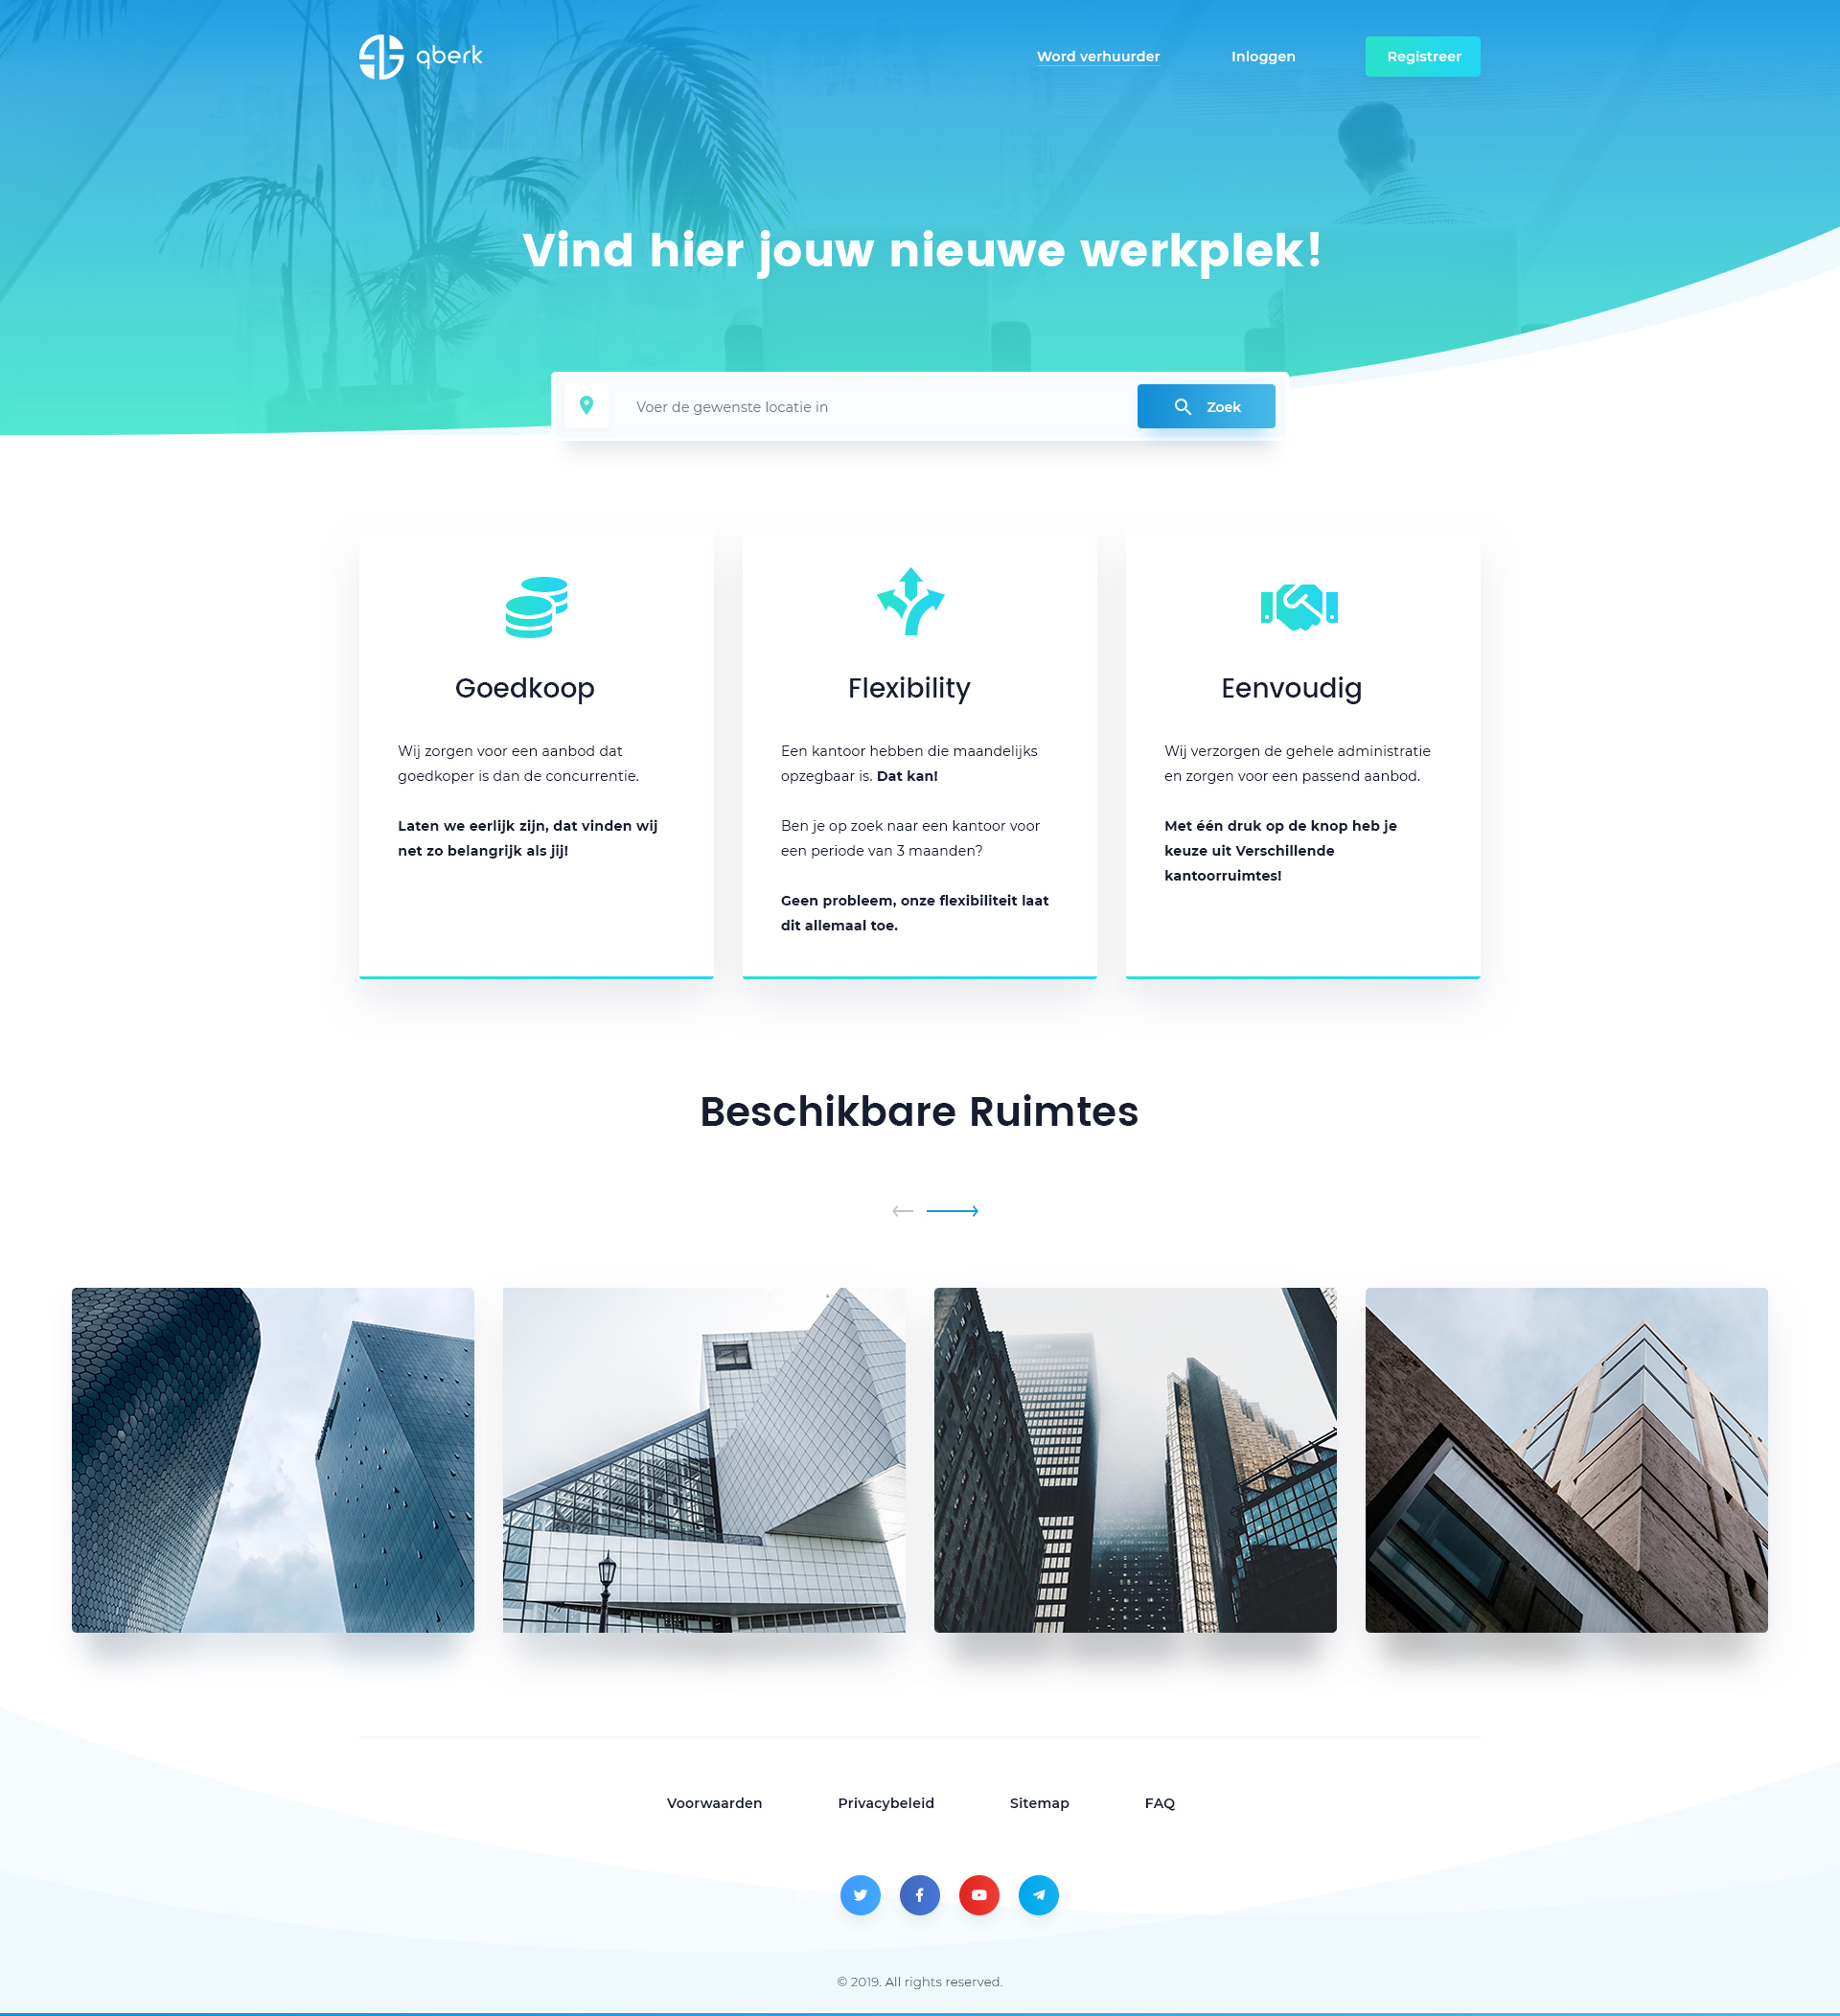 qberk
Word verhuurder
Inloggen
Registreer
Vind hier jouw nieuwe werkplek!
Voer de gewenste locatie in
Zoek
Goedkoop
Wij zorgen voor een aanbod dat
goedkoper is dan de concurrentie.
Laten we eerlijk zijn, dat vinden wij
net zo belangrijk als jij!
Flexibility
Een kantoor hebben die maandelijks
opzegbaar is. Dat kan!
Ben je op zoek naar een kantoor voor
een periode van 3 maanden?
Geen probleem, onze flexibiliteit laat
dit allemaal toe.
Eenvoudig
Wij verzorgen de gehele administratie
en zorgen voor een passend aanbod.
Met één druk op de knop heb je
keuze uit Verschillende
kantoorruimtes!
Beschikbare Ruimtes
Voorwaarden
Privacybeleid
Sitemap
FAQ
© 2019. All rights reserved.